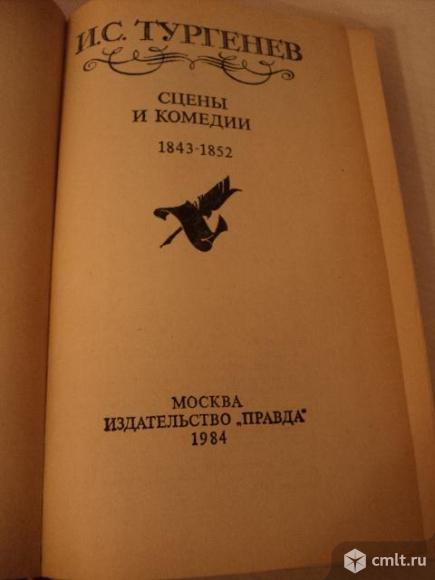 И.С. ТУРГЕНЕВ
СЦЕНЫ
И КОМЕДИИ
1843-1852
МОСКВА
ИЗДАТЕЛЬСТВО „ПРАВДА“
1984
cmlt.ru